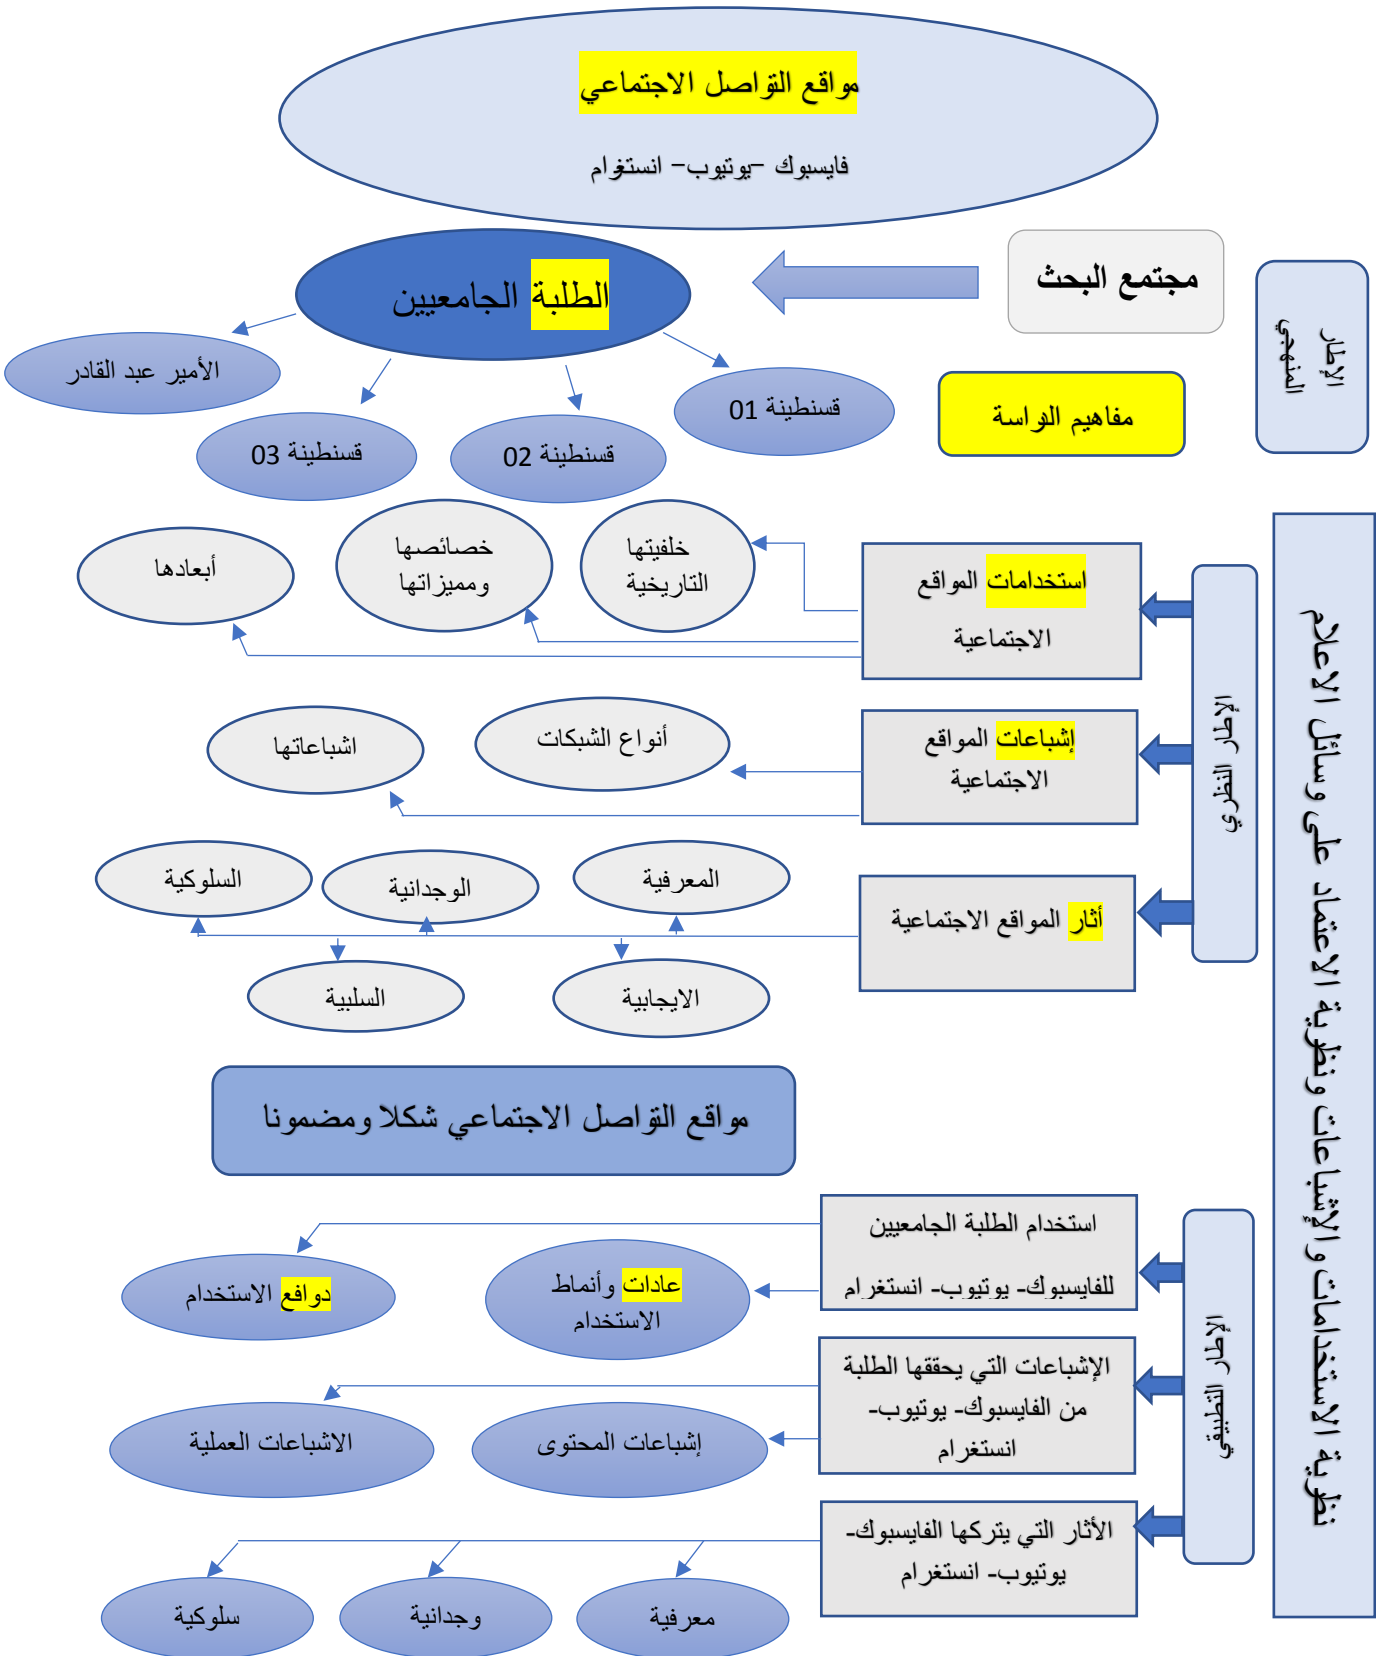 مواقع التواصل الاجتماعي
فايسبوك –يوتيوب– انستغرام
مجتمع البحث
الطلبة الجامعيين
الإطار
المنهجي
الأمير عبد القادر
قسنطينة 03
قسنطينة 02
قسنطينة 01
مفاهيم الدراسة
نظرية الاستخدامات والإشباعات ونظرية الاعتماد على وسائل الاعلام
الإطار النظري
استخدامات المواقع
الاجتماعية
خلفيتها
التاريخية
خصائصها
ومميزاتها
أبعادها
إشباعات المواقع
الاجتماعية
أنواع الشبكات
اشباعاتها
أثار المواقع الاجتماعية
المعرفية
الوجدانية
السلوكية
الايجابية
السلبية
مواقع التواصل الاجتماعي شكلا ومضمونا
الإطار التطبيقي
استخدام الطلبة الجامعيين
للفايسبوك- يوتيوب- انستغرام
عادات وأنماط
الاستخدام
دوافع الاستخدام
الإشباعات التي يحققها الطلبة
من الفايسبوك- يوتيوب-
انستغرام
إشباعات المحتوى
الاشباعات العملية
الأثار التي يتركها الفايسبوك-
يوتيوب- انستغرام
معرفية
وجدانية
سلوكية